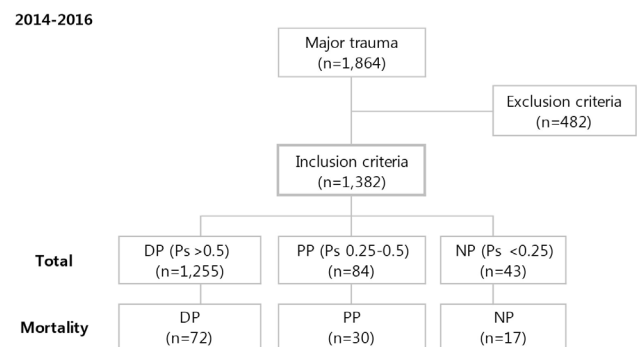 2014-2016
Major trauma
(n=1,864)
Exclusion criteria
(n=482)
Inclusion criteria
(n=1,382)
Total
DP (Ps >0.5)
(n=1,255)
PP (Ps 0.25-0.5)
(n=84)
NP (Ps <0.25)
(n=43)
Mortality
DP
(n=72)
PP
(n=30)
NP
(n=17)